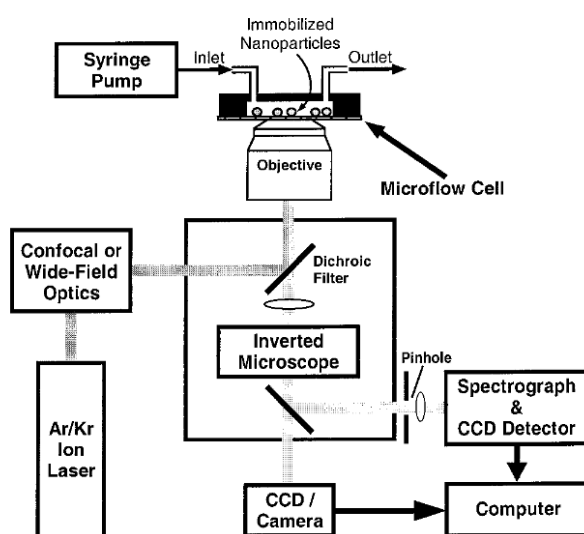 Immobilized
Nanoparticles
Syringe
Pump
Inlet
Outlet
Objective
Microflow Cell
Confocal or
Wide-Field
Optics
Dichroic
Filter
Inverted
Microscope
Pinhole
Spectrograph
&
CCD Detector
Ar/Kr
Ion
Laser
CCD /
Camera
Computer